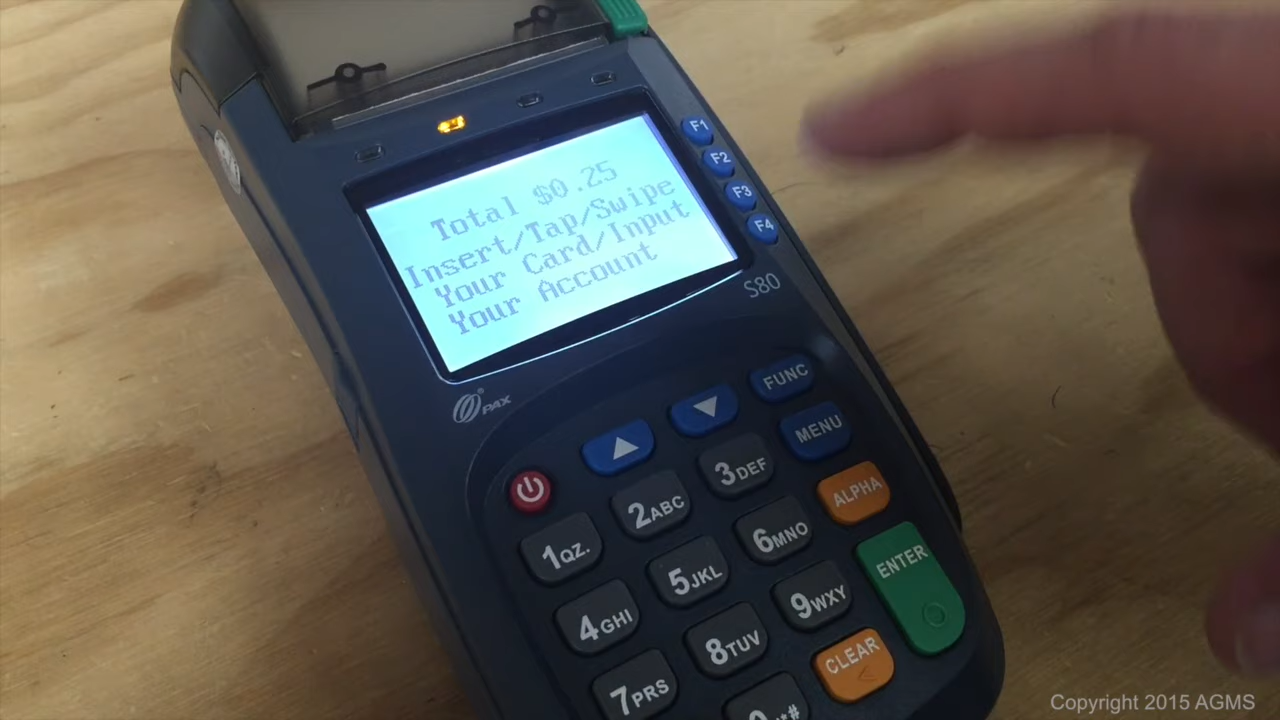 Total $0.25
Insert/Tap/Swipe
Your Card/Input
Your Account
F1
F2
F3
F4
S80
PAX
FUNC
MENU
ALPHA
ENTER
CLEAR
1QZ.
2ABC
3DEF
4GHI
5JKL
6MNO
7PRS
8TUV
9WXY
Copyright 2015 AGMS